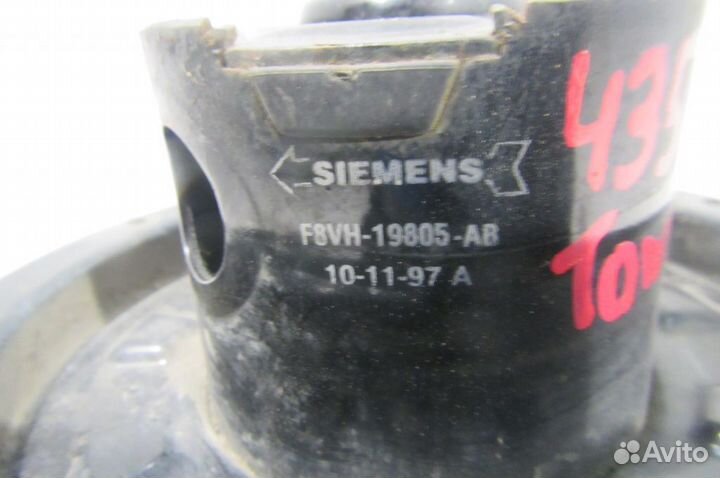 SIEMENS
F8VH-19805-AB
10-11-97 A
Avito